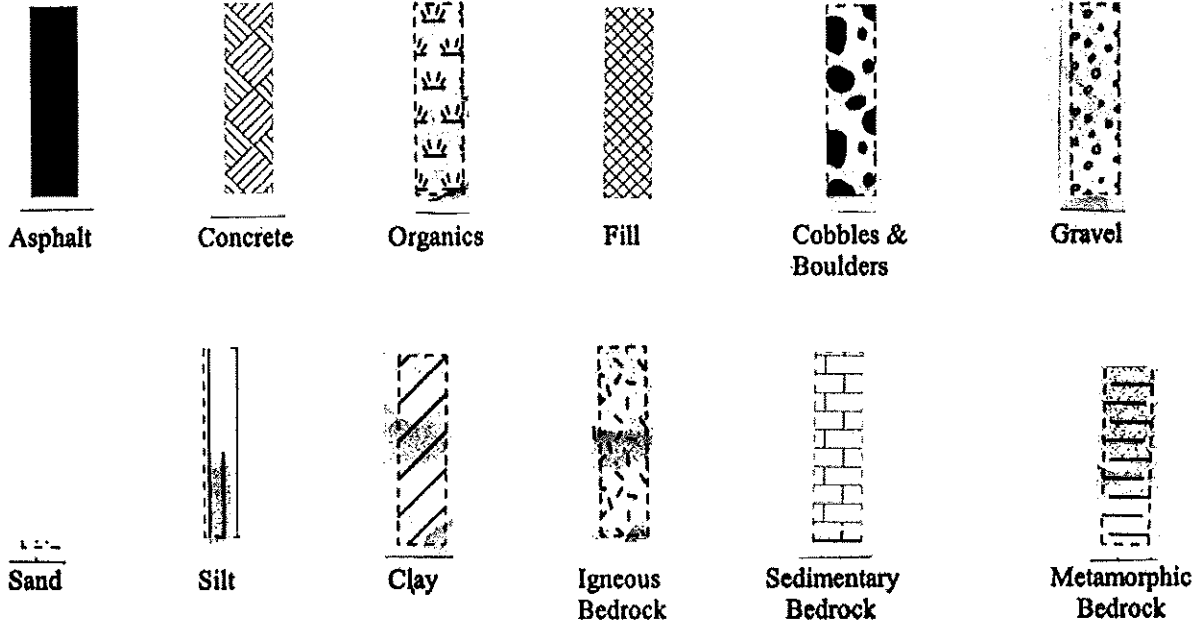 Asphalt Concrete Organics Fill Cobbles & Gravel
Boulders
Sand Silt Clay Igneous Sedimentary Metamorphic
Bedrock Bedrock Bedrock